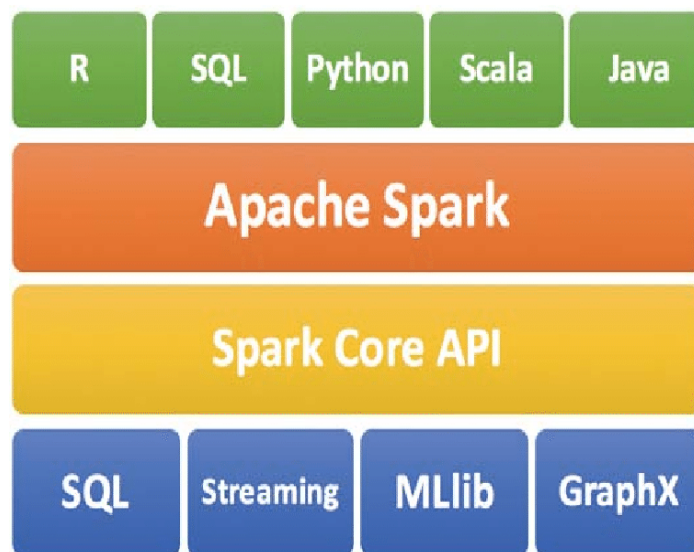 R SQL Python Scala Java
Apache Spark
Spark Core API
SQL Streaming MLlib GraphX